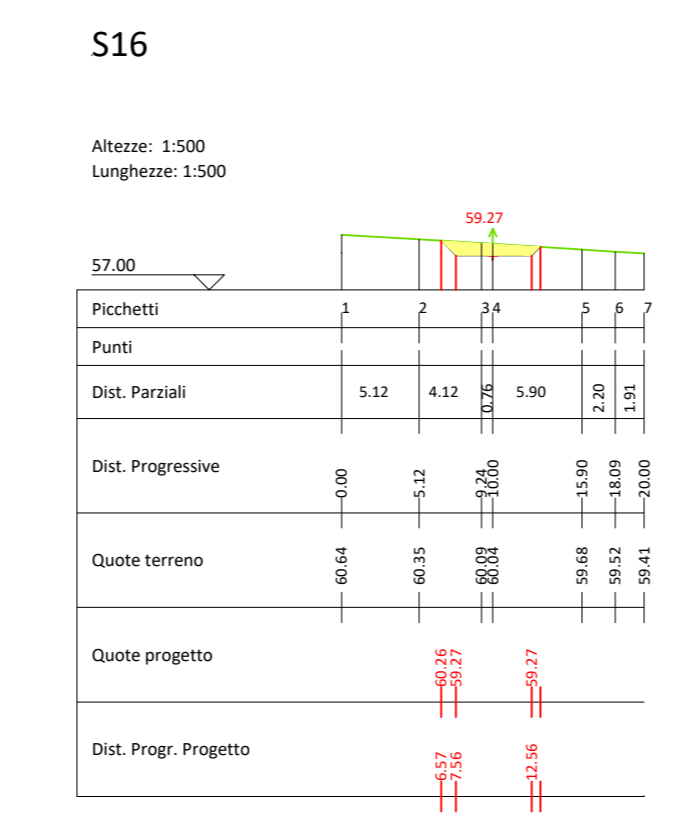 S16
Altezze: 1:500
Lunghezze: 1:500
59.27
57.00
Picchetti 1 2 3 4 5 6 7
Punti
Dist. Parziali 5.12 4.12 0.76 5.90 2.20 1.91
Dist. Progressive 0.00 5.12 9.24 10.00 15.90 18.09 20.00
Quote terreno 60.64 60.35 60.09 60.04 59.68 59.52 59.41
Quote progetto 60.26 59.27 59.27
Dist. Progr. Progetto 6.57 7.56 12.56